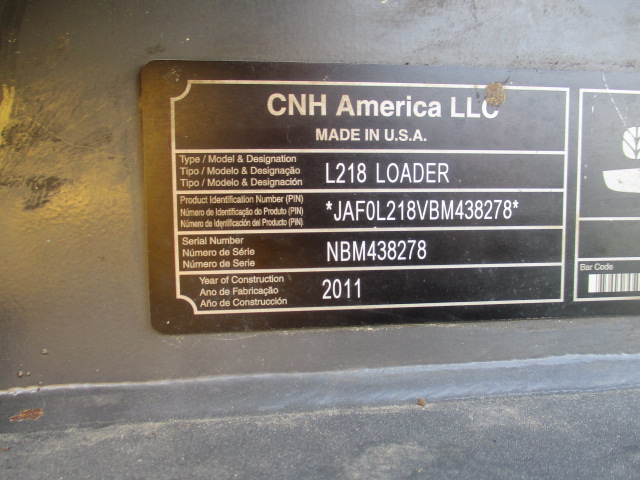 CNH America LLC
MADE IN U.S.A.
Type / Model & Designation
Tipo / Modelo & Designação
Tipo / Modelo & Designación
L218 LOADER
Product Identification Number (PIN)
Número de Identificação do Produto (PIN)
Número de Identificación del Producto (PIN)
*JAF0L218VBM438278*
Serial Number
Número de Série
Número de Serie
NBM438278
Year of Construction
Ano de Fabricação
Año de Construcción
2011
Bar Code